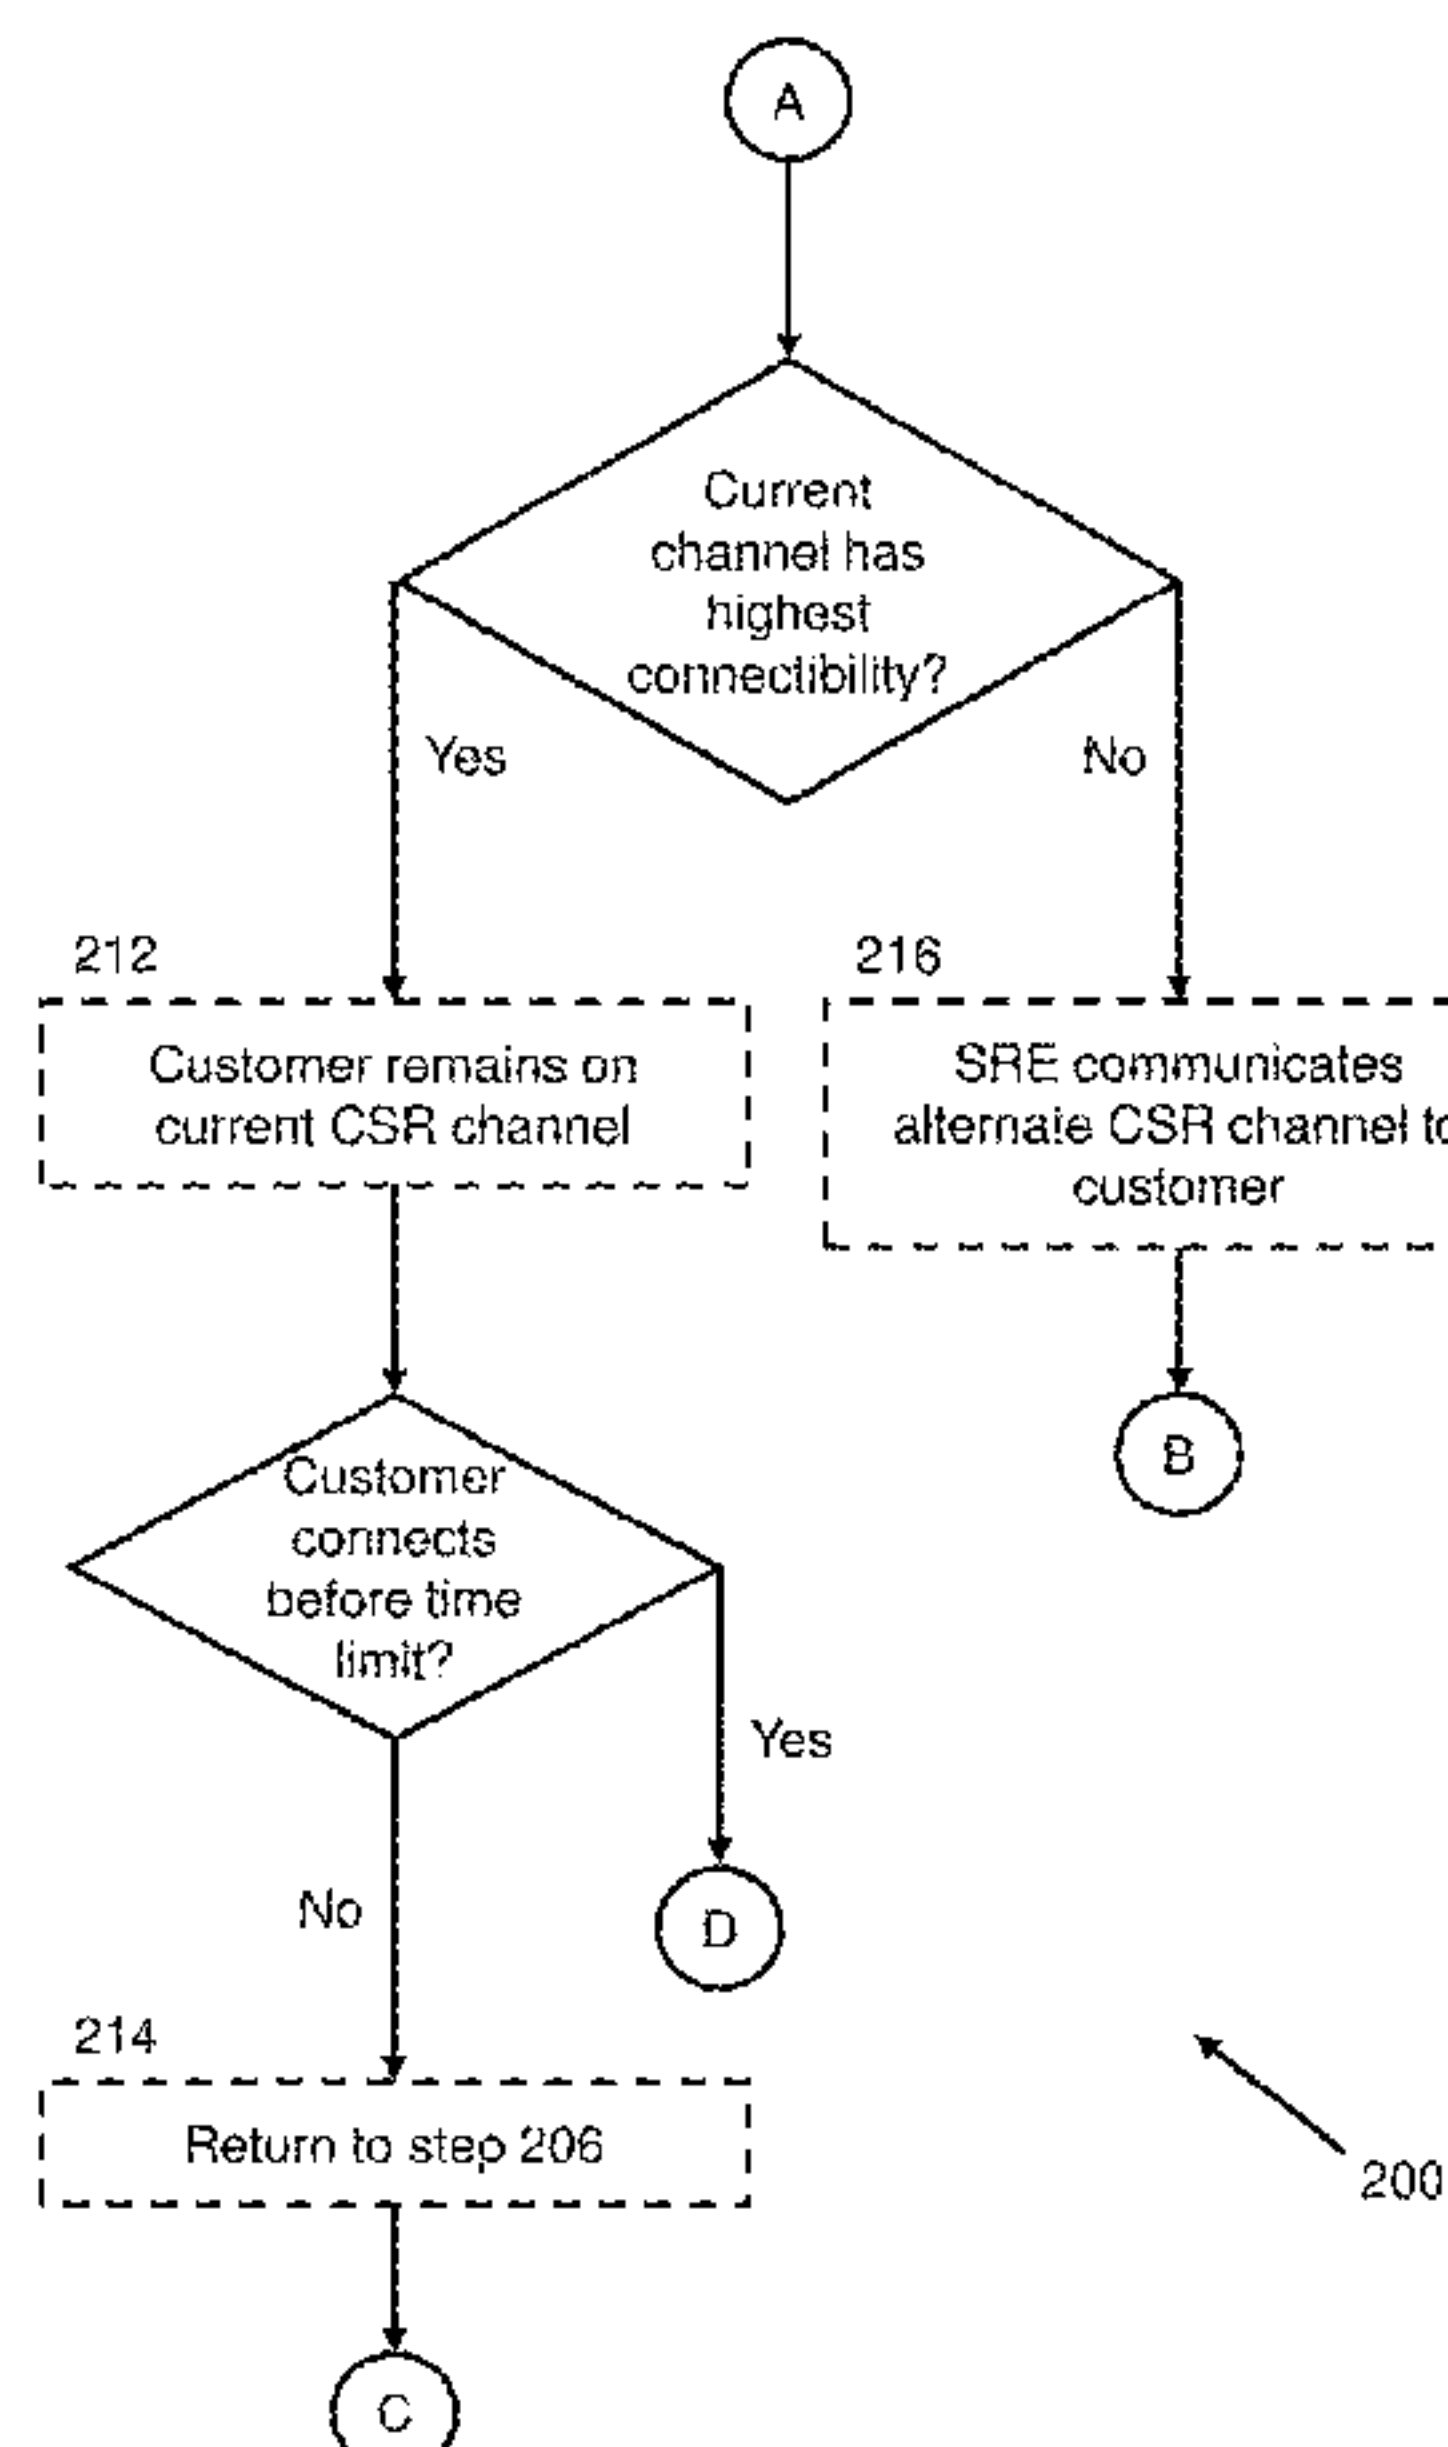 A
Current
channel has
highest
connectibility?
Yes
No
212
216
Customer remains on
current CSR channel
SRE communicates
alternate CSR channel to
customer
Customer
connects
before time
limit?
B
Yes
No
D
214
Return to step 206
200
C